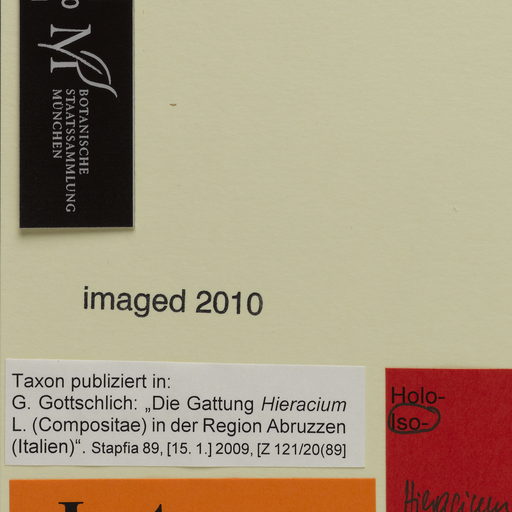 BOTANISCHE
STAATSSAMMLUNG
MÜNCHEN
imaged 2010
Taxon publiziert in:
G. Gottschlich: „Die Gattung Hieracium
L. (Compositae) in der Region Abruzzen
(Italien)“. Stapfia 89, [15. 1.] 2009, [Z 121/20(89]
Holo-
Iso-
Hieracium